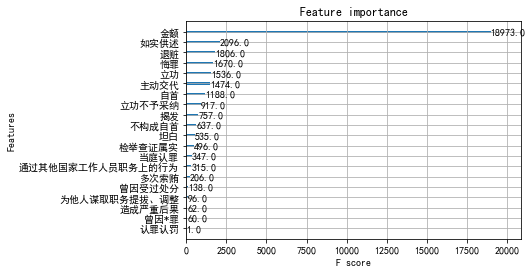 Feature importance
金额 18973.0
如实供述 2096.0
退赃 1806.0
悔罪 1670.0
立功 1536.0
主动交代 1474.0
自首 1188.0
立功不予采纳 917.0
揭发 757.0
不构成自首 637.0
坦白 535.0
检举查证属实 496.0
当庭认罪 347.0
通过其他国家工作人员职务上的行为 315.0
多次索贿 206.0
曾因受过处分 138.0
为他人谋取职务提拔、调整 96.0
造成严重后果 62.0
曾因*罪 60.0
认罪认罚 1.0
Features
0 2500 5000 7500 10000 12500 15000 17500 20000
F score